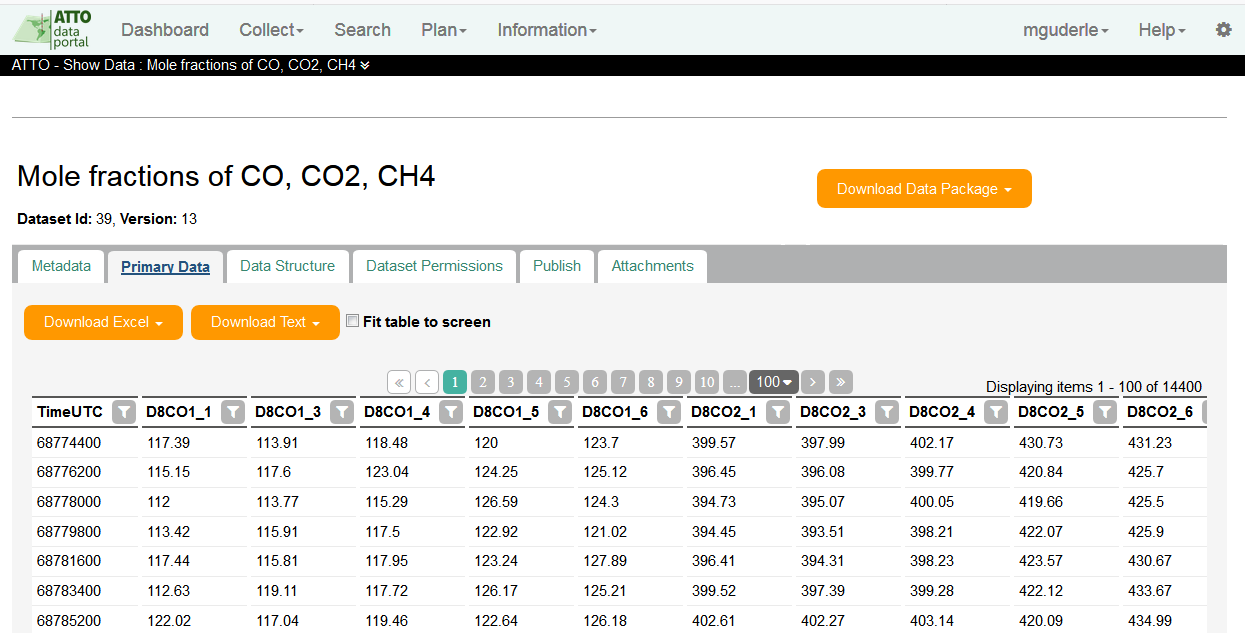 ATTO
data
portal
Dashboard Collect Search Plan Information mguderle Help
ATTO - Show Data : Mole fractions of CO, CO2, CH4
Mole fractions of CO, CO2, CH4
Download Data Package
Dataset Id: 39, Version: 13
Metadata Primary Data Data Structure Dataset Permissions Publish Attachments
Download Excel Download Text Fit table to screen
« ‹ 1 2 3 4 5 6 7 8 9 10 ... 100 › »
Displaying items 1 - 100 of 14400
TimeUTC D8CO1_1 D8CO1_3 D8CO1_4 D8CO1_5 D8CO1_6 D8CO2_1 D8CO2_3 D8CO2_4 D8CO2_5 D8CO2_6
68774400 117.39 113.91 118.48 120 123.7 399.57 397.99 402.17 430.73 431.23
68776200 115.15 117.6 123.04 124.25 125.12 396.45 396.08 399.77 420.84 425.7
68778000 112 113.77 115.29 126.59 124.3 394.73 395.07 400.05 419.66 425.5
68779800 113.42 115.91 117.5 122.92 121.02 394.45 393.51 398.21 422.07 425.9
68781600 117.44 115.81 117.95 123.24 127.89 396.41 394.31 398.23 423.57 430.67
68783400 112.63 119.11 117.72 126.17 125.21 399.52 397.39 399.28 422.12 433.67
68785200 122.02 117.04 119.46 122.64 126.18 402.61 402.27 403.14 420.09 434.99